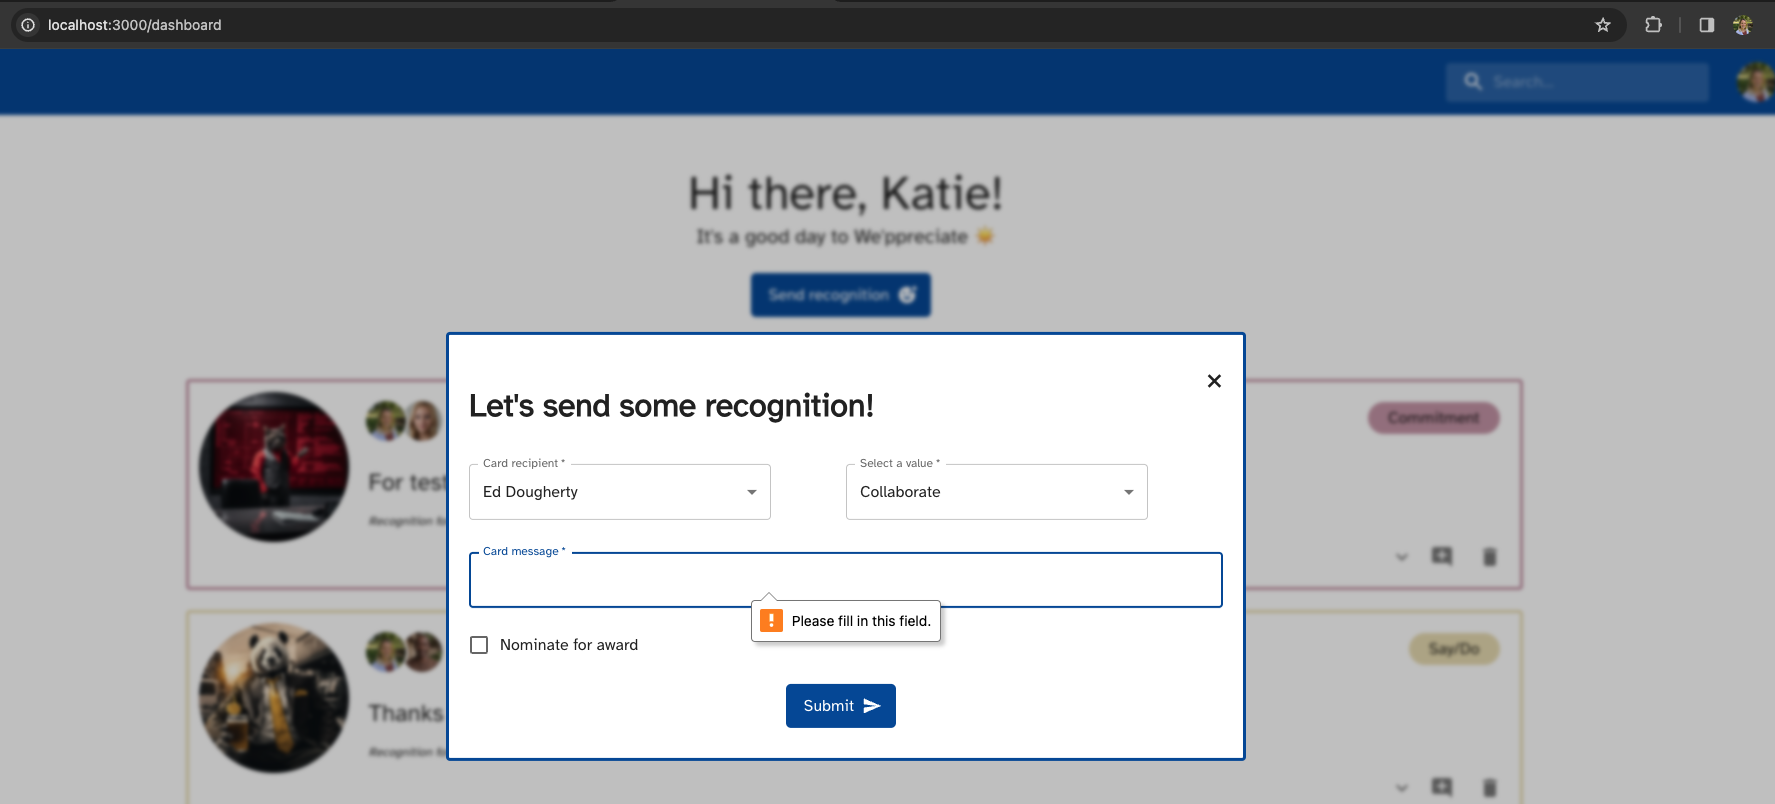 localhost:3000/dashboard
Search...
Hi there, Katie!
It's a good day to We'ppreciate
Send recognition
Let's send some recognition!
Card recipient *
Select a value *
Ed Dougherty
Collaborate
Card message *
Please fill in this field.
Nominate for award
Submit
Commitment
For test
Recognition
Say/Do
Thanks
Recognition